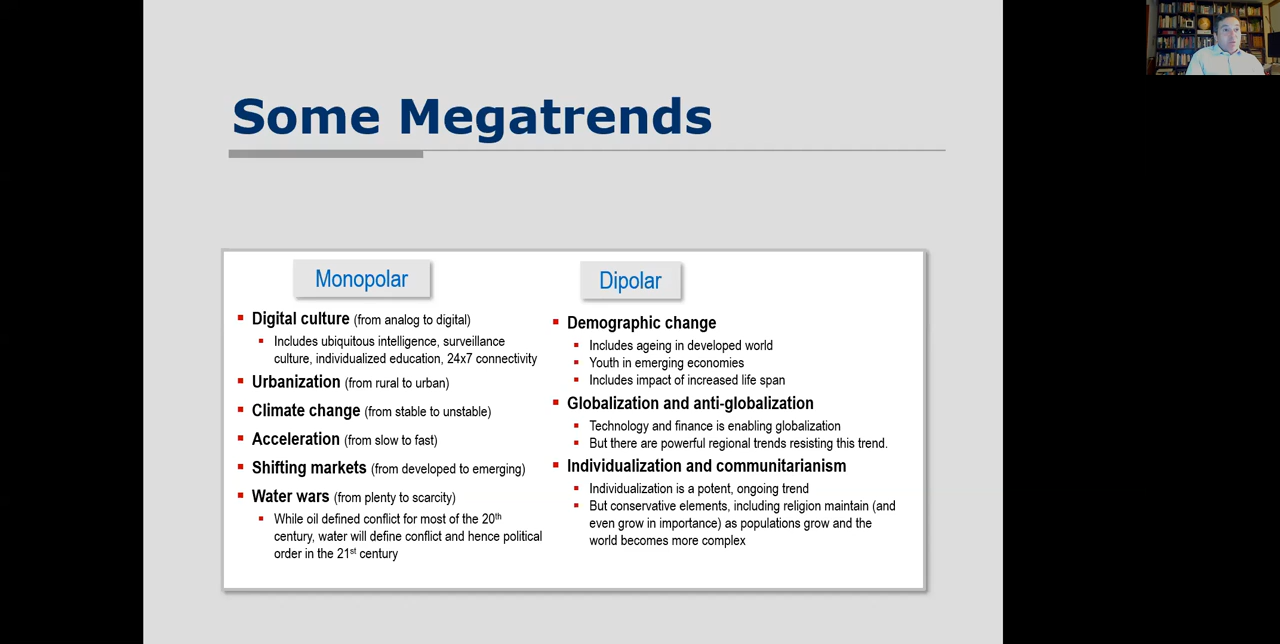 Some Megatrends
Monopolar
Digital culture (from analog to digital)
Includes ubiquitous intelligence, surveillance
culture, individualized education, 24x7 connectivity
Urbanization (from rural to urban)
Climate change (from stable to unstable)
Acceleration (from slow to fast)
Shifting markets (from developed to emerging)
Water wars (from plenty to scarcity)
While oil defined conflict for most of the 20th
century, water will define conflict and hence political
order in the 21st century
Dipolar
Demographic change
Includes ageing in developed world
Youth in emerging economies
Includes impact of increased life span
Globalization and anti-globalization
Technology and finance is enabling globalization
But there are powerful regional trends resisting this trend.
Individualization and communitarianism
Individualization is a potent, ongoing trend
But conservative elements, including religion maintain (and
even grow in importance) as populations grow and the
world becomes more complex